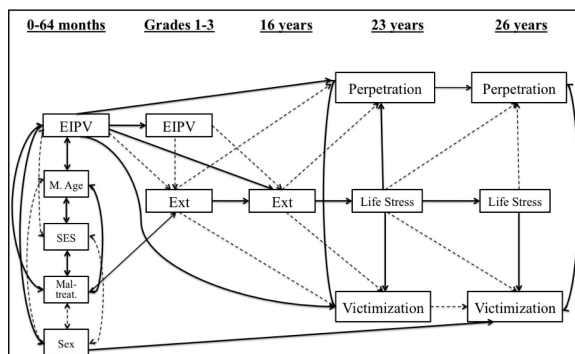 0-64 months Grades 1-3 16 years 23 years 26 years
Perpetration Perpetration
EIPV EIPV
M. Age
Ext Ext Life Stress Life Stress
SES
Mal-
treat.
Victimization Victimization
Sex